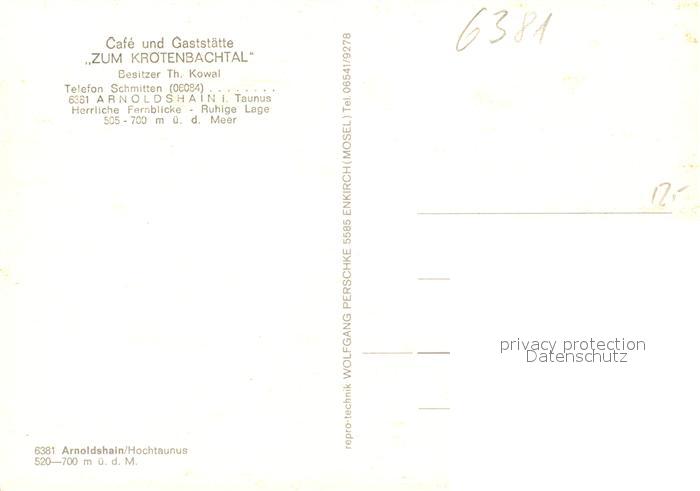 Café und Gaststätte
„ZUM KRÖTENBACHTAL“
Besitzer Th. Kowal
Telefon Schmitten (06084) . . . . . . . .
6381 ARNOLDSHAIN i. Taunus
Herrliche Fernblicke - Ruhige Lage
505 - 700 m ü. d. Meer
repro-technik WOLFGANG PERSCHKE 5585 ENKIRCH (MOSEL) Tel. 06541/9278
6381
12,-
privacy protection
Datenschutz
6381 Arnoldshain/Hochtaunus
520—700 m ü. d. M.